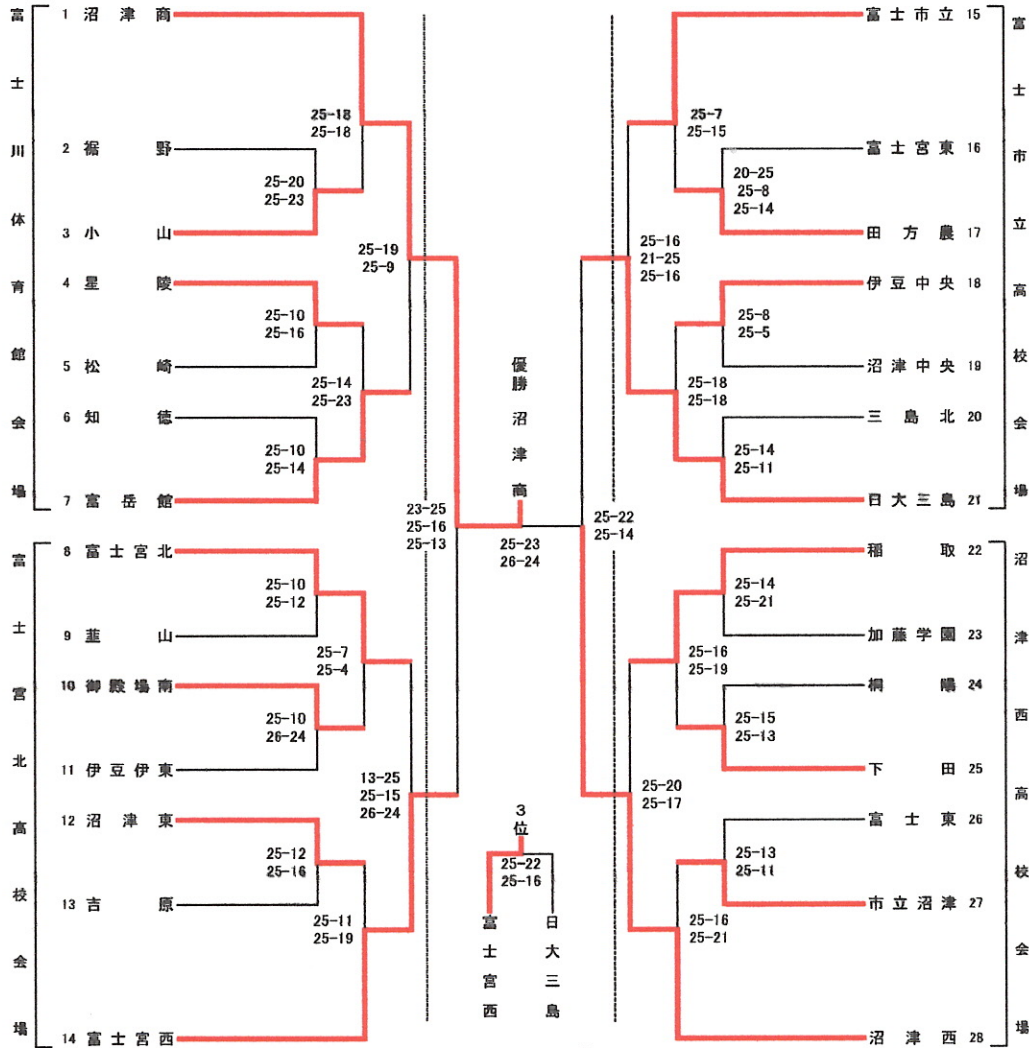 富士川体育館会場
1 沼津商
2 裾野
3 小山
4 星陵
5 松崎
6 知徳
7 富岳館
25-18
25-18
25-20
25-23
25-19
25-9
25-10
25-16
25-14
25-23
25-10
25-14
富士宮北高校会場
8 富士宮北
9 韮山
10 御殿場南
11 伊豆伊東
12 沼津東
13 吉原
14 富士宮西
25-10
25-12
25-7
25-4
25-10
26-24
13-25
25-15
26-24
25-12
25-16
25-11
25-19
23-25
25-16
25-13
優勝沼津商
25-23
26-24
25-22
25-14
3位
25-22
25-16
富士宮西
日大三島
富士市立 15
富士宮東 16
田方農 17
伊豆中央 18
沼津中央 19
三島北 20
日大三島 21
富士市立高校会場
25-7
25-15
20-25
25-8
25-14
25-16
21-25
25-16
25-8
25-5
25-18
25-18
25-14
25-11
稲取 22
加藤学園 23
桐陽 24
下田 25
富士東 26
市立沼津 27
沼津西 28
沼津西高校会場
25-14
25-21
25-16
25-19
25-15
25-13
25-20
25-17
25-13
25-11
25-16
25-21